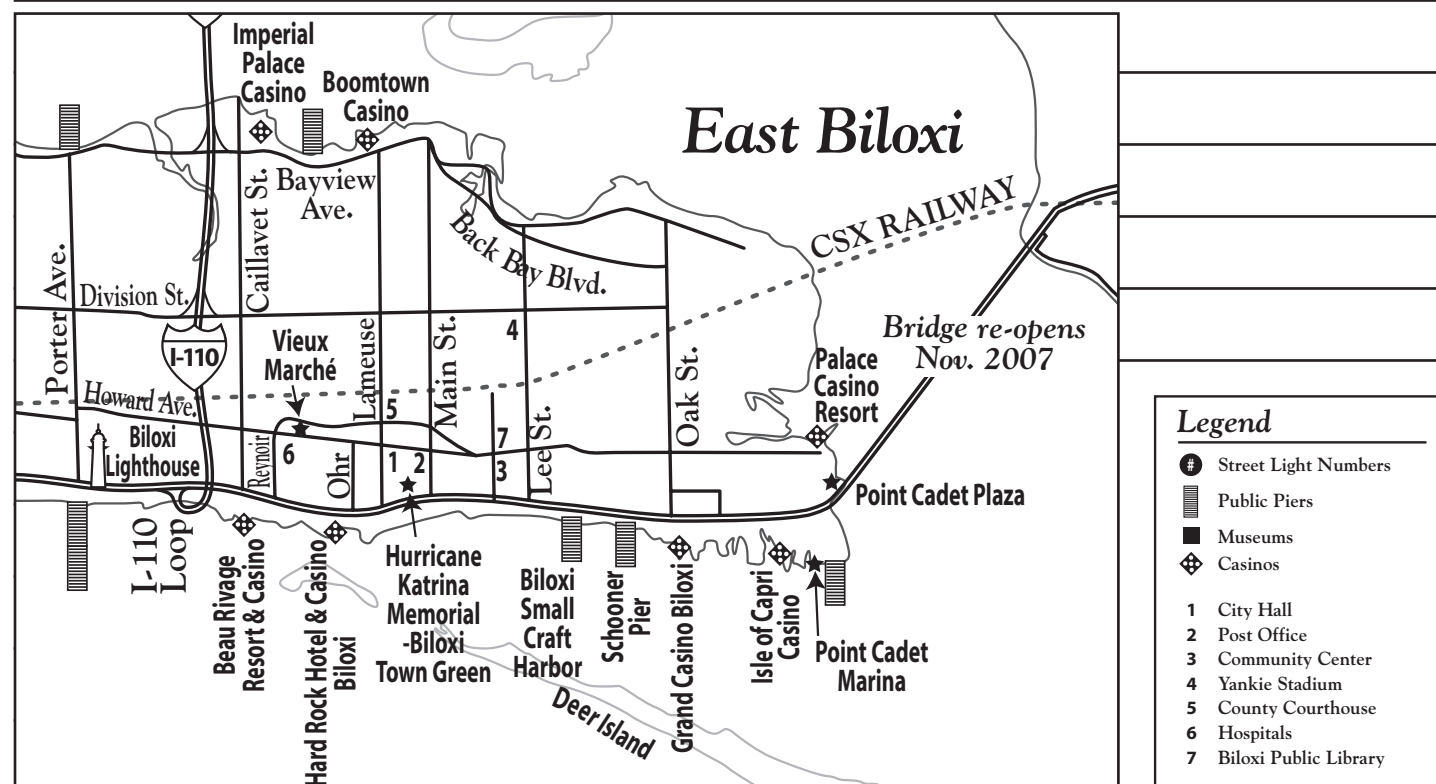 East Biloxi
Imperial
Palace
Casino
Boomtown
Casino
Bayview
Ave.
Caillavet St.
Back Bay Blvd.
CSX RAILWAY
Porter Ave.
Division St.
I-110
Vieux
Marché
Lameuse
Main St.
4
Bridge re-opens
Nov. 2007
Palace
Casino
Resort
Oak St.
Howard Ave.
5
Biloxi
Lighthouse
Reynoir
6
Ohr
1
2
7
3
Lee St.
Point Cadet Plaza
I-110
Loop
Beau Rivage
Resort & Casino
Hard Rock Hotel & Casino
Biloxi
Hurricane
Katrina
Memorial
-Biloxi
Town Green
Biloxi
Small
Craft
Harbor
Schooner
Pier
Grand Casino Biloxi
Isle of Capri
Casino
Point Cadet
Marina
Deer Island
Legend
# Street Light Numbers
Public Piers
Museums
Casinos
1 City Hall
2 Post Office
3 Community Center
4 Yankie Stadium
5 County Courthouse
6 Hospitals
7 Biloxi Public Library